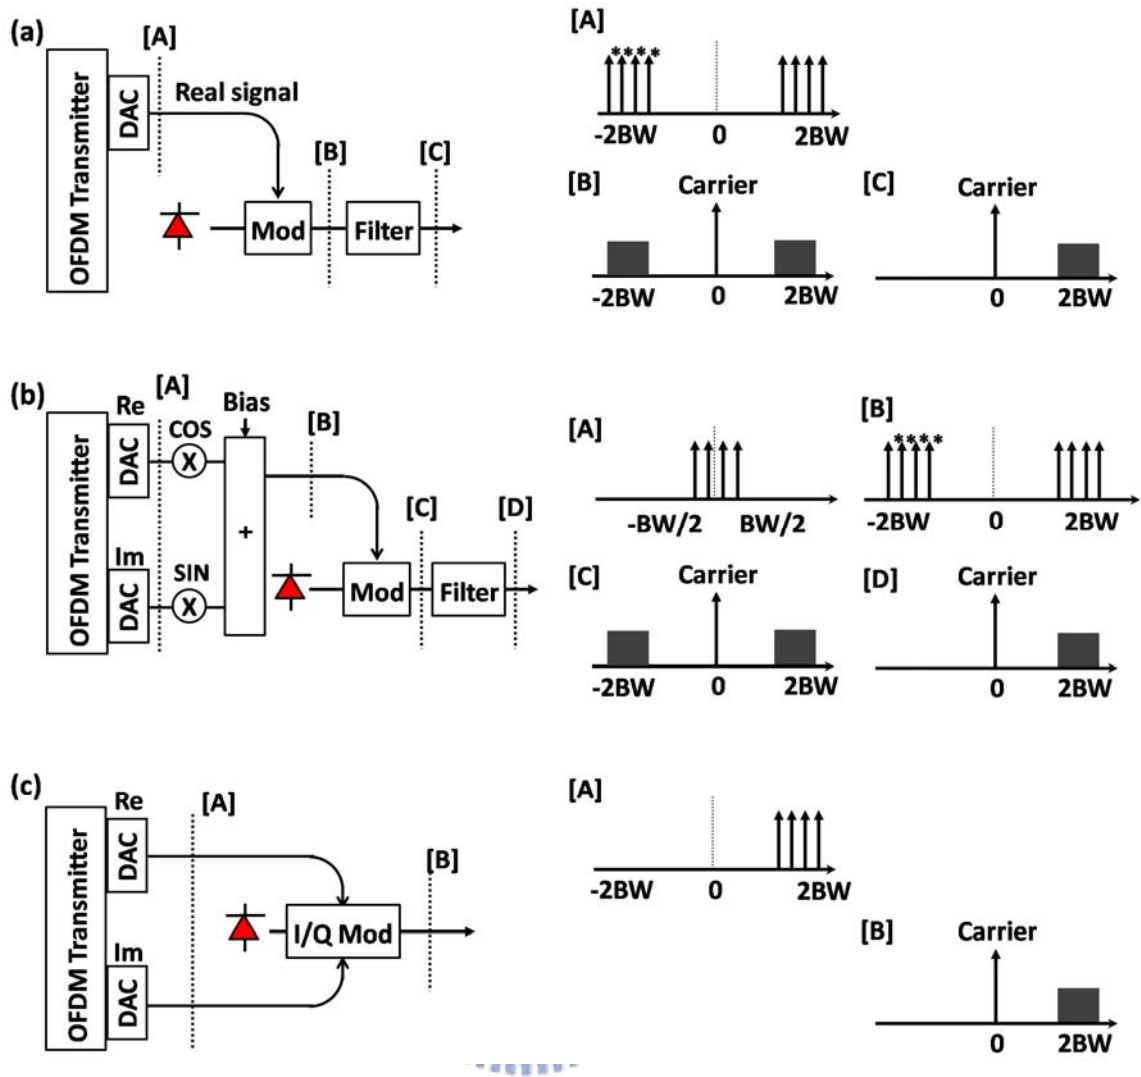 (a)
OFDM Transmitter
DAC
[A]
Real signal
[B]
[C]
Mod
Filter
[A]
****
-2BW 0 2BW
[B]
Carrier
-2BW 0 2BW
[C]
Carrier
0 2BW
(b)
OFDM Transmitter
Re
DAC
Im
DAC
[A]
COS
X
SIN
X
Bias
+
[B]
[C]
[D]
Mod
Filter
[A]
-BW/2 BW/2
[B]
****
-2BW 0 2BW
[C]
Carrier
-2BW 0 2BW
[D]
Carrier
0 2BW
(c)
OFDM Transmitter
Re
DAC
Im
DAC
[A]
[B]
I/Q Mod
[A]
-2BW 0 2BW
[B]
Carrier
0 2BW